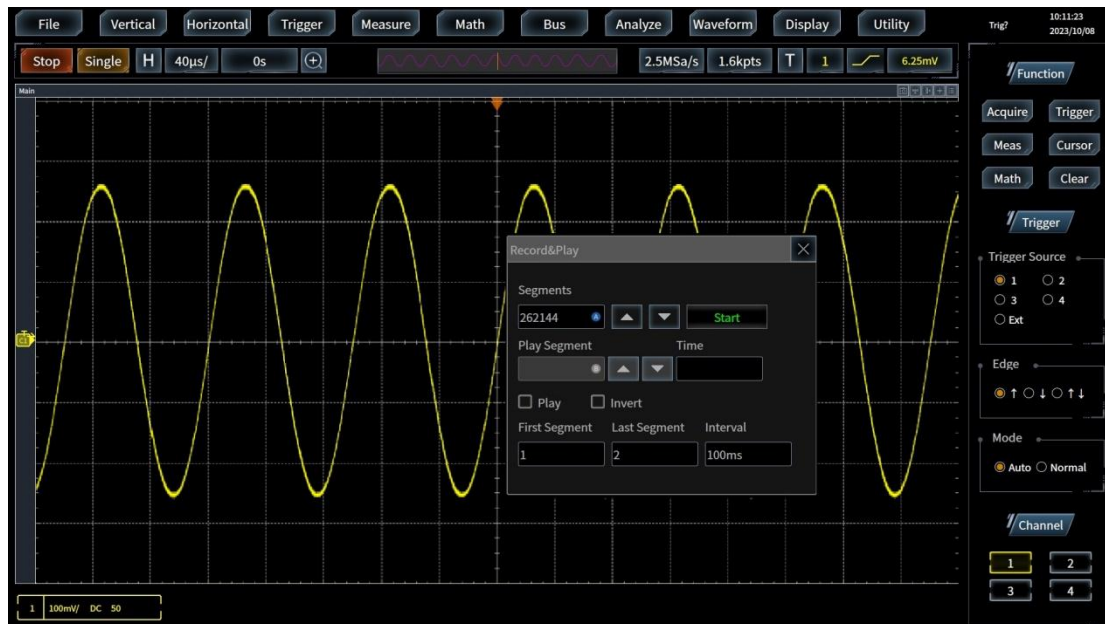 File Vertical Horizontal Trigger Measure Math Bus Analyze Waveform Display Utility Trig? 10:11:23
2023/10/08
Stop Single H 40μs/ 0s 2.5MSa/s 1.6kpts T 1 6.25mV
Main
Function
Acquire Trigger
Meas Cursor
Math Clear
Trigger
Trigger Source
1 2
3 4
Ext
Edge
↑ ↓ ↑↓
Mode
Auto Normal
Channel
1 2
3 4
Record&Play
Segments
262144 A Start
Play Segment Time
Play Invert
First Segment Last Segment Interval
1 2 100ms
1 100mV/ DC 50